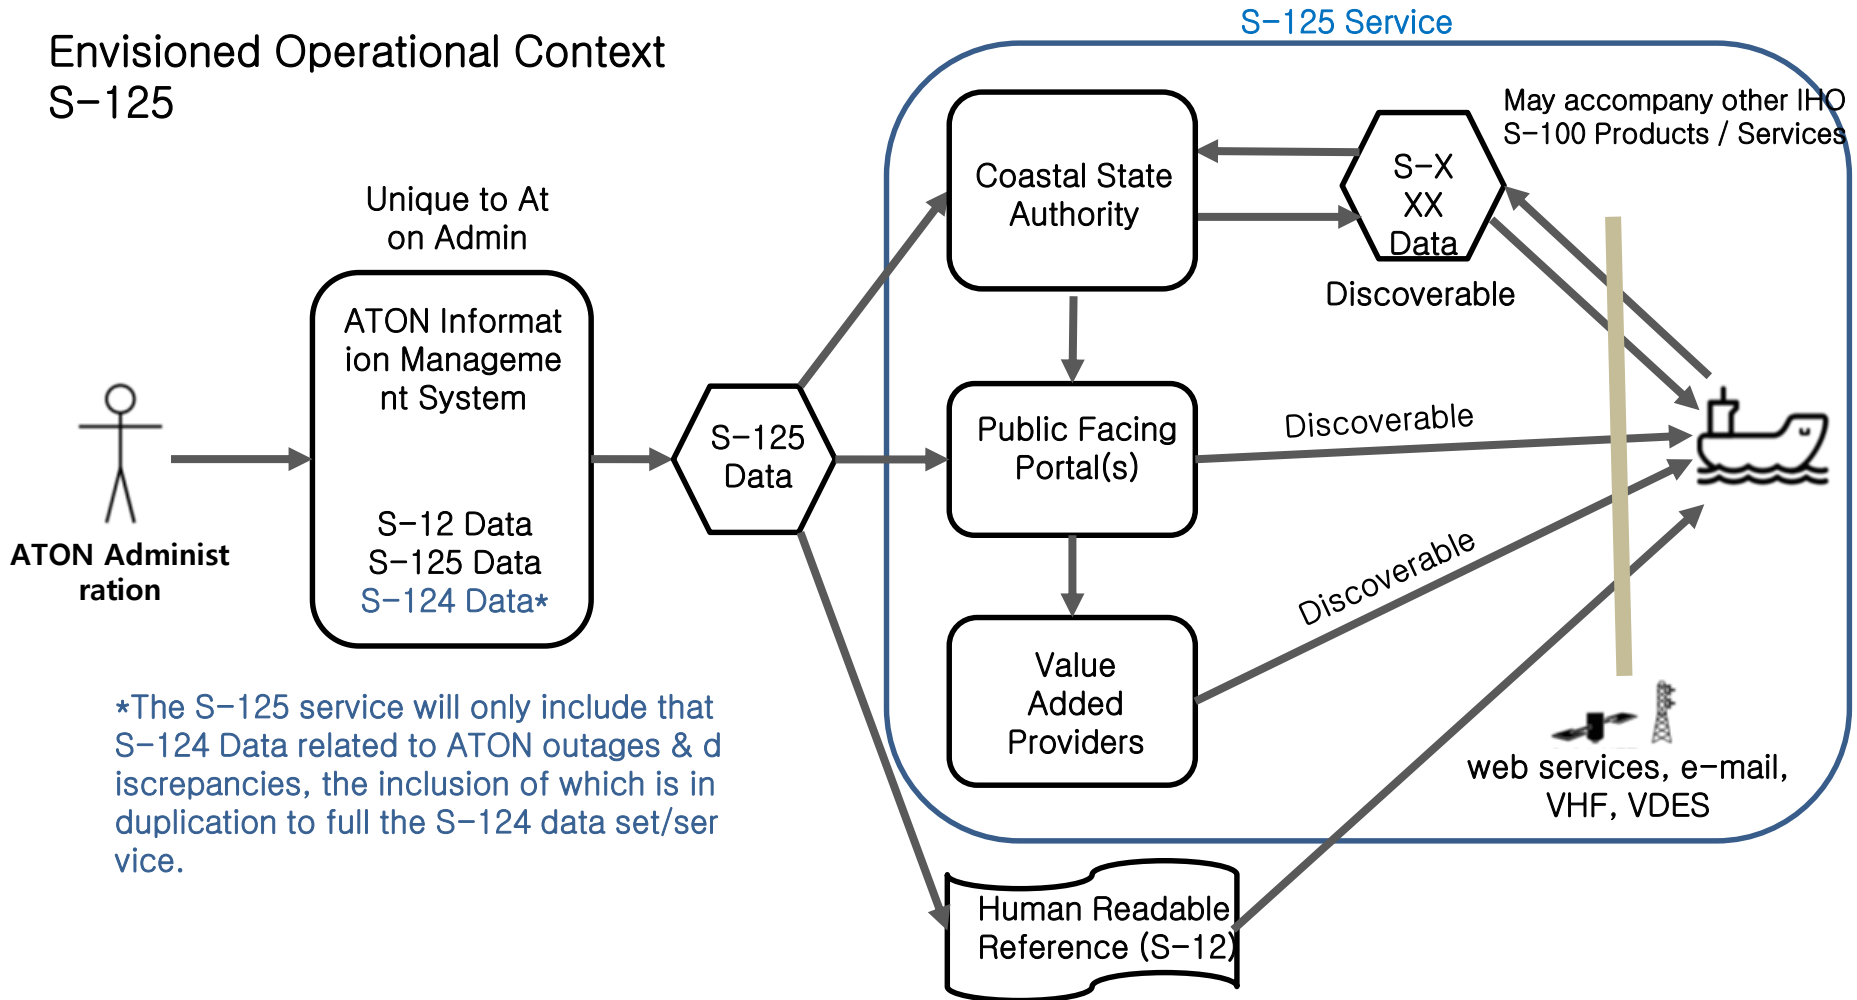 Envisioned Operational Context
S-125
S-125 Service
May accompany other IHO
S-100 Products / Services
Unique to At
on Admin
ATON Informat
ion Manageme
nt System
S-12 Data
S-125 Data
S-124 Data*
ATON Administ
ration
*The S-125 service will only include that
S-124 Data related to ATON outages & d
iscrepancies, the inclusion of which is in
duplication to full the S-124 data set/ser
vice.
S-125
Data
Coastal State
Authority
S-X
XX
Data
Discoverable
Public Facing
Portal(s)
Discoverable
Value
Added
Providers
Discoverable
web services, e-mail,
VHF, VDES
Human Readable
Reference (S-12)